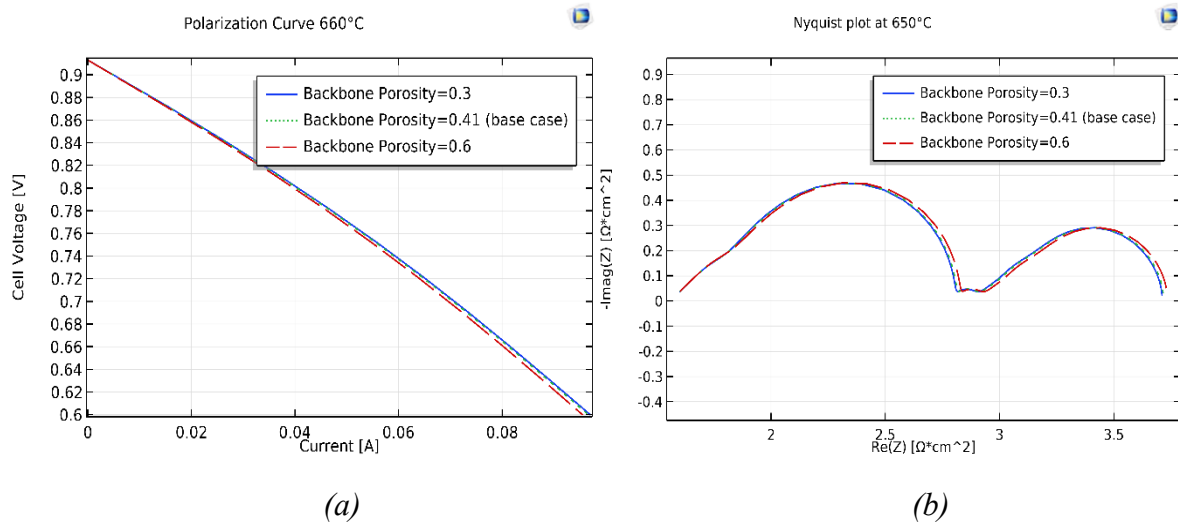 Polarization Curve 660°C
Cell Voltage [V]
0.9
0.88
0.86
0.84
0.82
0.8
0.78
0.76
0.74
0.72
0.7
0.68
0.66
0.64
0.62
0.6
Backbone Porosity=0.3
Backbone Porosity=0.41 (base case)
Backbone Porosity=0.6
0 0.02 0.04 0.06 0.08
Current [A]
(a)
Nyquist plot at 650°C
-Imag(Z) [Ω*cm^2]
0.9
0.8
0.7
0.6
0.5
0.4
0.3
0.2
0.1
0
-0.1
-0.2
-0.3
-0.4
Backbone Porosity=0.3
Backbone Porosity=0.41 (base case)
Backbone Porosity=0.6
2 2.5 3 3.5
Re(Z) [Ω*cm^2]
(b)